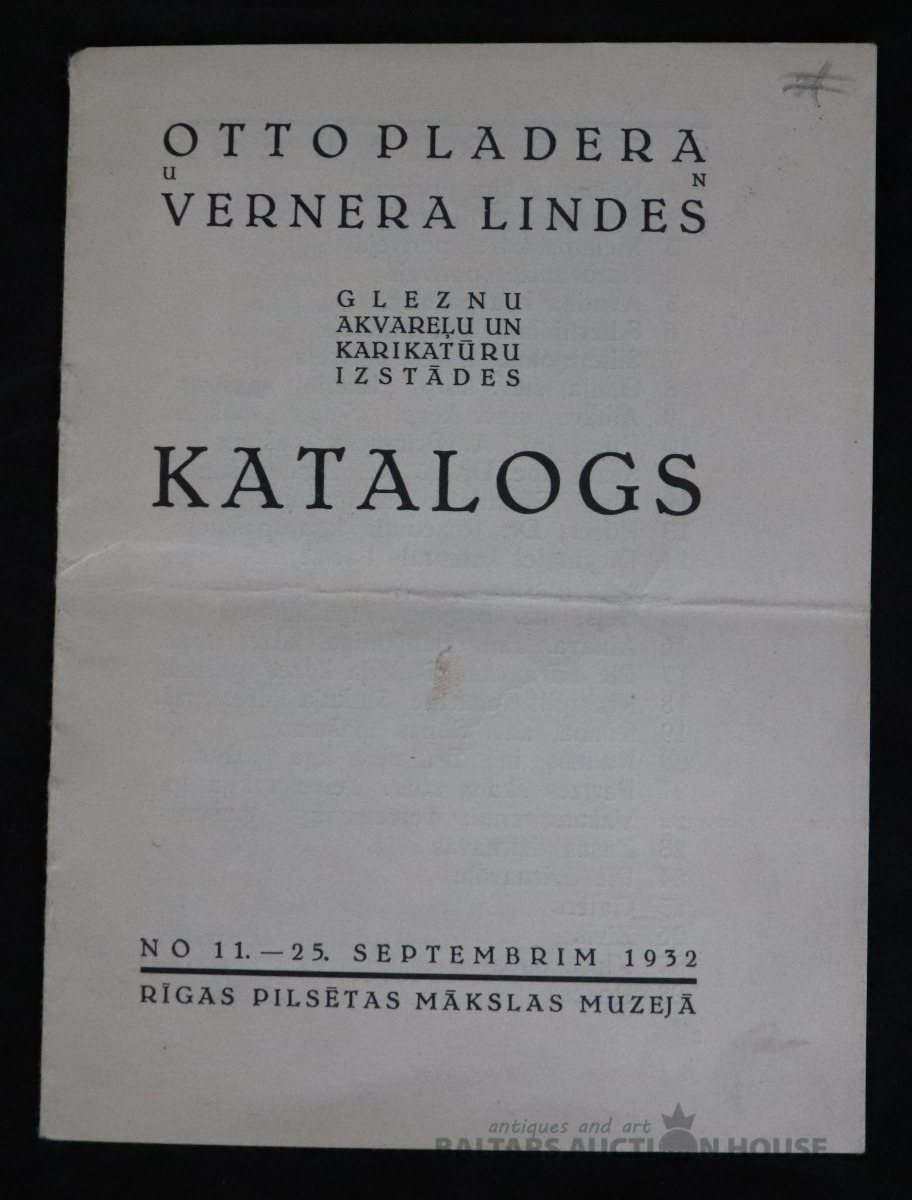 OTTO PLADERA
UN
VERNERA LINDES
GLEZNU
AKVAREĻU UN
KARIKATŪRU
IZSTĀDES
KATALOGS
NO 11. — 25. SEPTEMBRIM 1932
RĪGAS PILSĒTAS MĀKSLAS MUZEJĀ
antiques and art
BALTARS AUCTION HOUSE